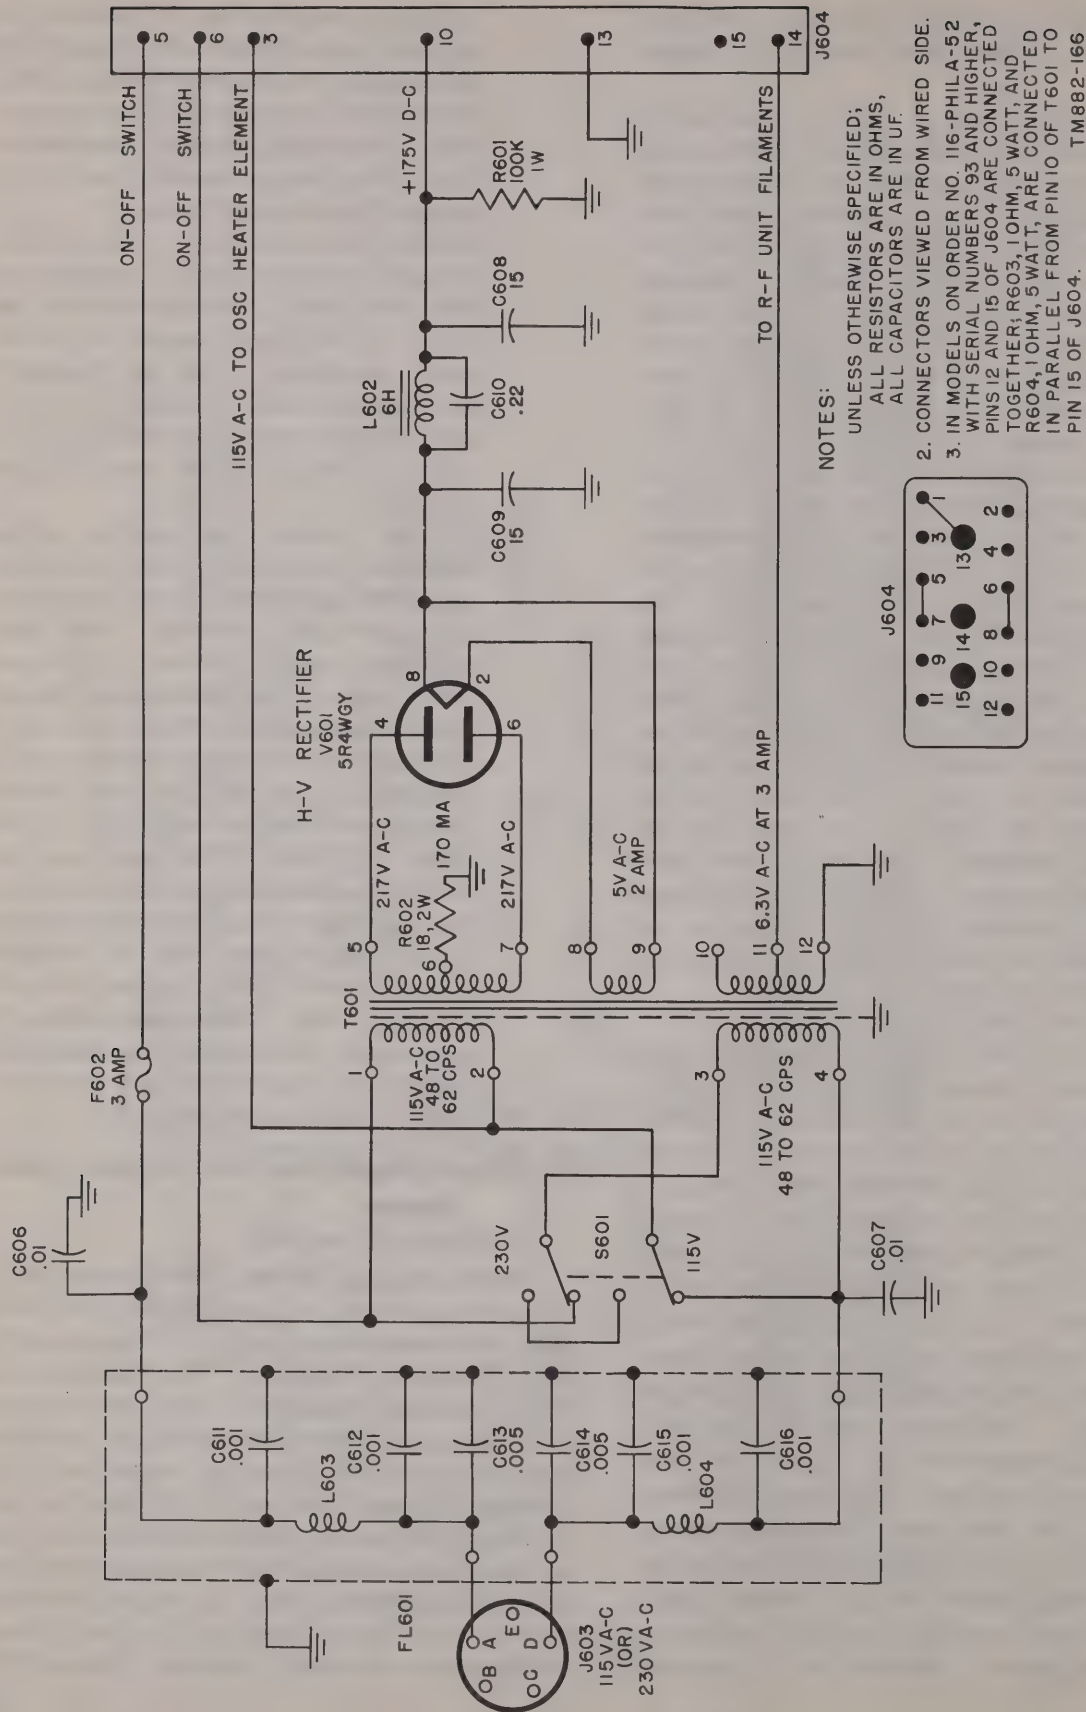 C606
.01
F602
3 AMP
ON-OFF SWITCH
5
ON-OFF SWITCH
6
115V A-C TO OSC HEATER ELEMENT
3
C611
.001
L603
C612
.001
C613
.005
C614
.005
C615
.001
L604
C616
.001
FL601
A
B
E
C
D
J603
115VA-C
(OR)
230VA-C
230V
S601
115V
C607
.01
1
115V A-C
48 TO
62 CPS
2
3
115V A-C
48 TO 62 CPS
4
T601
5
217V A-C
R602
18, 2W
6
170 MA
217V A-C
7
8
5V A-C
2 AMP
9
10
11
6.3V A-C AT 3 AMP
12
H-V RECTIFIER
V601
5R4WGY
4
8
2
6
C609
15
L602
6H
C610
.22
C608
15
+175V D-C
R601
100K
1W
10
13
15
TO R-F UNIT FILAMENTS
14
J604
J604
11
9
7
5
3
1
15
14
13
12
10
8
6
4
2
NOTES:
UNLESS OTHERWISE SPECIFIED;
ALL RESISTORS ARE IN OHMS,
ALL CAPACITORS ARE IN UF.
2. CONNECTORS VIEWED FROM WIRED SIDE.
3. IN MODELS ON ORDER NO. 116-PHILA-52
WITH SERIAL NUMBERS 93 AND HIGHER,
PINS 12 AND 15 OF J604 ARE CONNECTED
TOGETHER; R603, 1 OHM, 5 WATT, AND
R604, 1 OHM, 5 WATT, ARE CONNECTED
IN PARALLEL FROM PIN 10 OF T601 TO
PIN 15 OF J604.
TM882-166